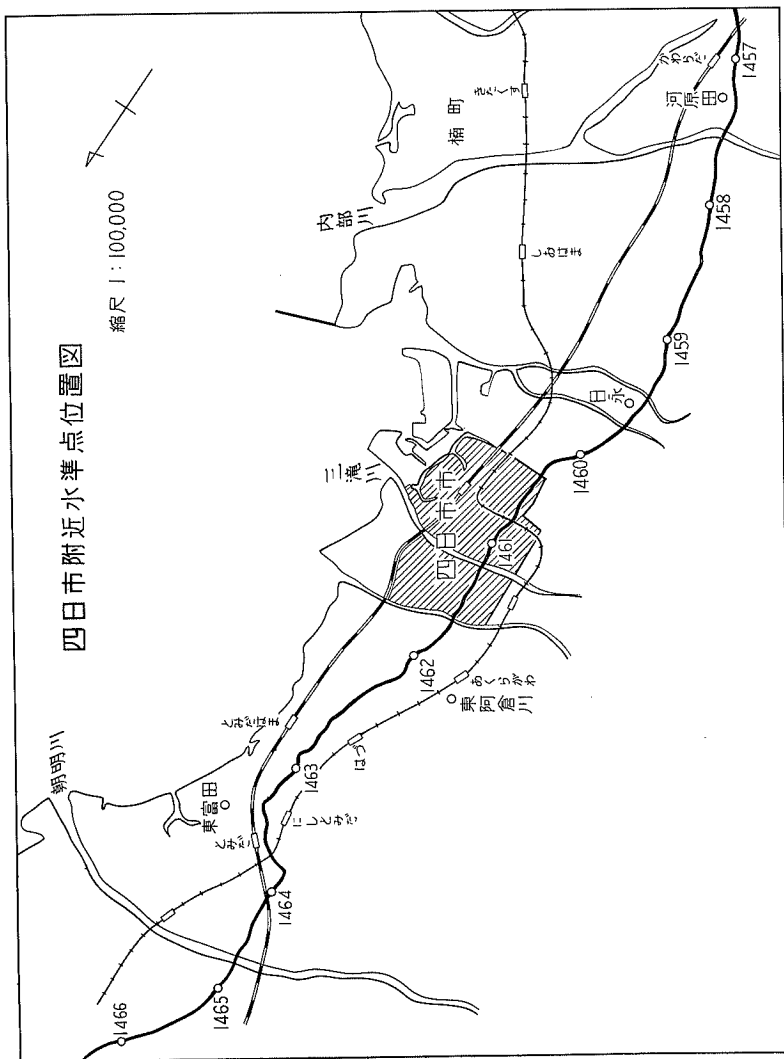 四日市附近水準点位置図
縮尺 1:100,000
朝明川
東富田
とみだ
とみだはま
にしとみだ
はづ
あくらがわ
東阿倉川
三滝川
四日市市
日永
内部川
しおはま
楠町
きたくす
かわらだ
河原田
1466
1465
1464
1463
1462
1461
1460
1459
1458
1457